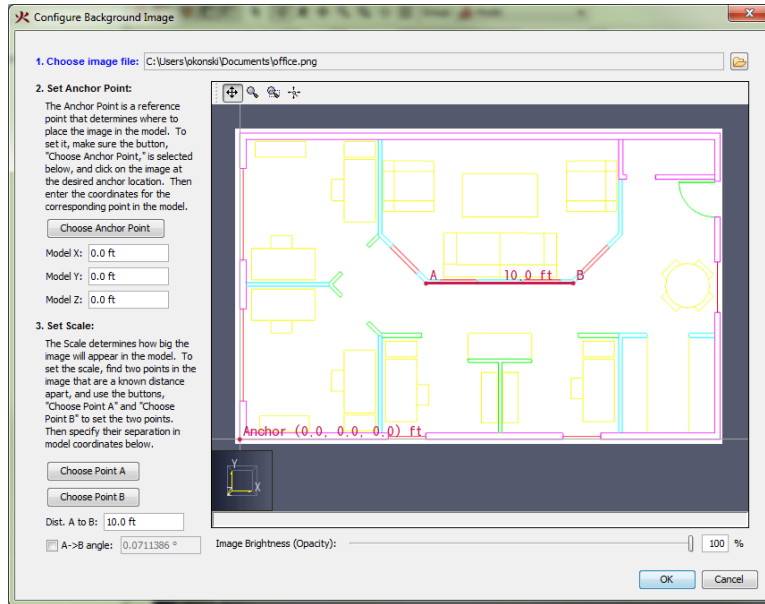 Configure Background Image
1. Choose image file: C:\Users\pkonski\Documents\office.png
2. Set Anchor Point:
The Anchor Point is a reference
point that determines where to
place the image in the model. To
set it, make sure the button,
"Choose Anchor Point," is selected
below, and click on the image at
the desired anchor location. Then
enter the coordinates for the
corresponding point in the model.
Choose Anchor Point
Model X: 0.0 ft
Model Y: 0.0 ft
Model Z: 0.0 ft
3. Set Scale:
The Scale determines how big the
image will appear in the model. To
set the scale, find two points in the
image that are a known distance
apart, and use the buttons,
"Choose Point A" and "Choose
Point B" to set the two points.
Then specify their separation in
model coordinates below.
Choose Point A
Choose Point B
Dist. A to B: 10.0 ft
A->B angle: 0.0711386 °
A 10.0 ft B
Anchor (0.0, 0.0, 0.0) ft
Y
Z X
Image Brightness (Opacity): 100 %
OK Cancel